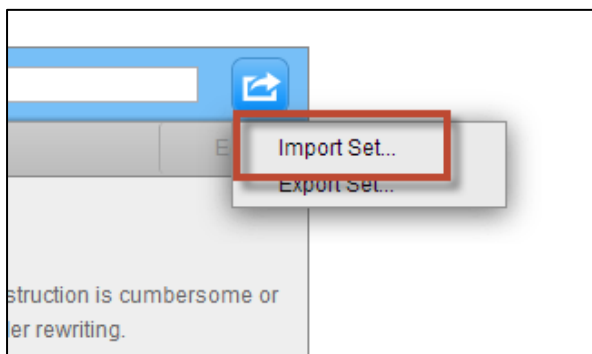 E
Import Set...
Export Set...
struction is cumbersome or
er rewriting.